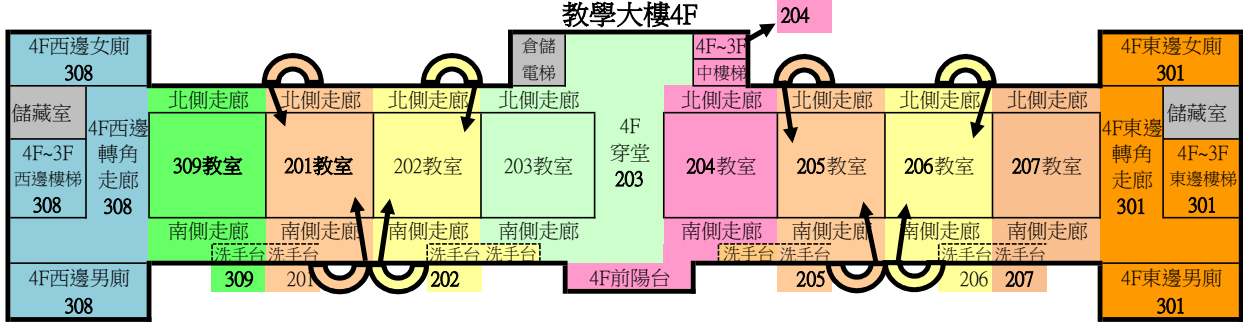 教學大樓4F
204
4F西邊女廁
308
倉儲
電梯
4F~3F
中樓梯
4F東邊女廁
301
北側走廊
北側走廊
北側走廊
北側走廊
北側走廊
北側走廊
北側走廊
北側走廊
儲藏室
4F西邊
轉角
走廊
308
4F~3F
西邊樓梯
308
309教室
201教室
202教室
203教室
4F
穿堂
203
204教室
205教室
206教室
207教室
4F東邊
轉角
走廊
301
儲藏室
4F~3F
東邊樓梯
301
南側走廊
南側走廊
南側走廊
南側走廊
南側走廊
南側走廊
南側走廊
南側走廊
洗手台
洗手台
洗手台
洗手台
洗手台
洗手台
洗手台
洗手台
4F西邊男廁
308
309
201
202
4F前陽台
205
206
207
4F東邊男廁
301